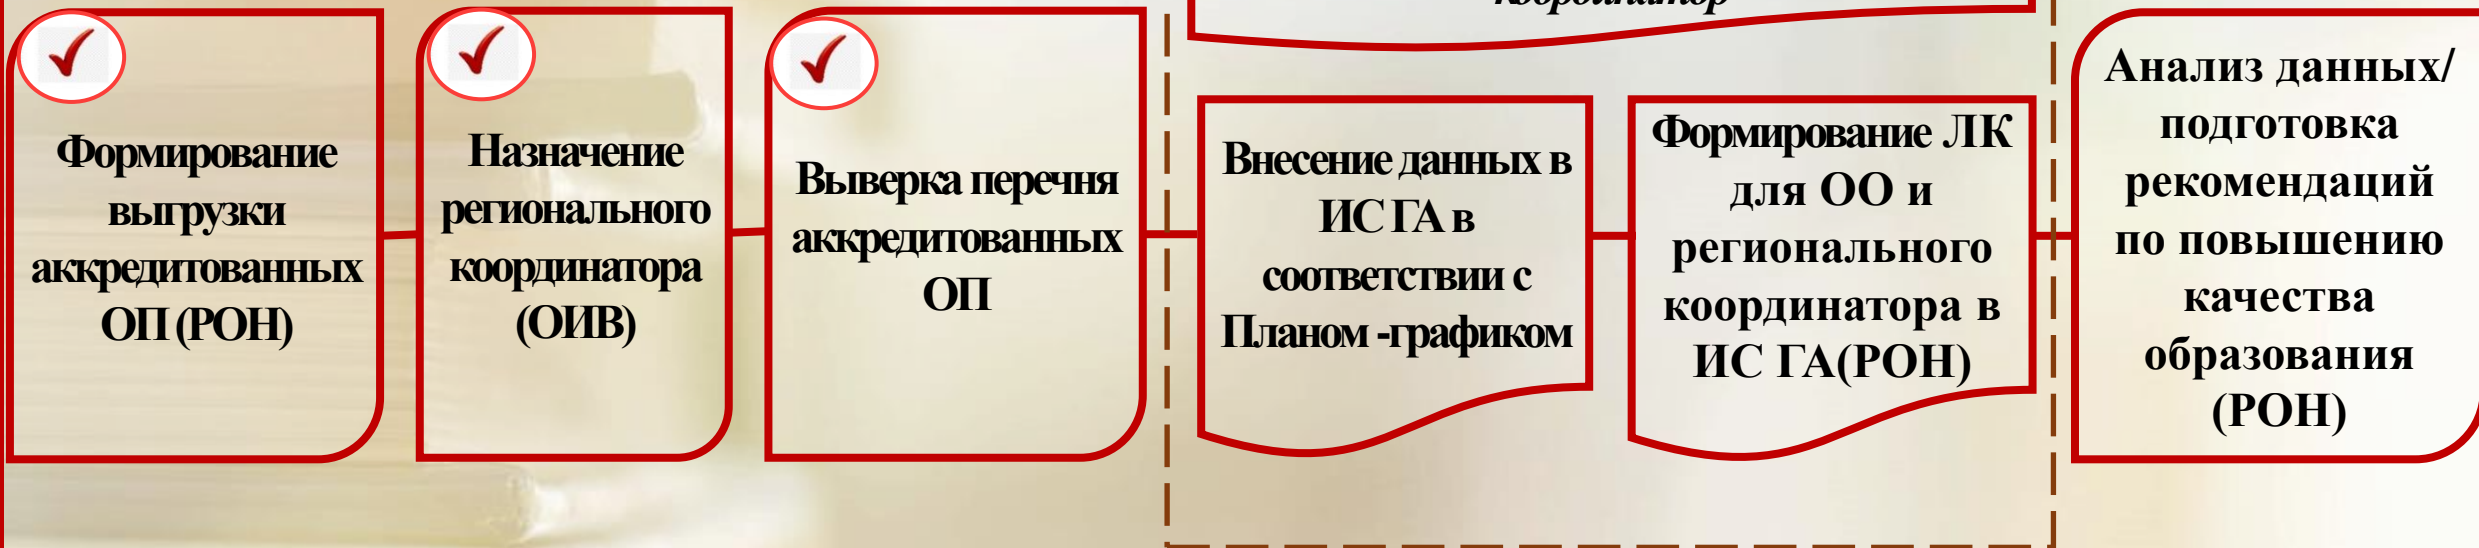 координатор
Формирование
выгрузки
аккредитованных
ОП (РОН)
Назначение
регионального
координатора
(ОИВ)
Выверка перечня
аккредитованных
ОП
Внесение данных в
ИС ГА в
соответствии с
Планом -графиком
Формирование ЛК
для ОО и
регионального
координатора в
ИС ГА(РОН)
Анализ данных/
подготовка
рекомендаций
по повышению
качества
образования
(РОН)